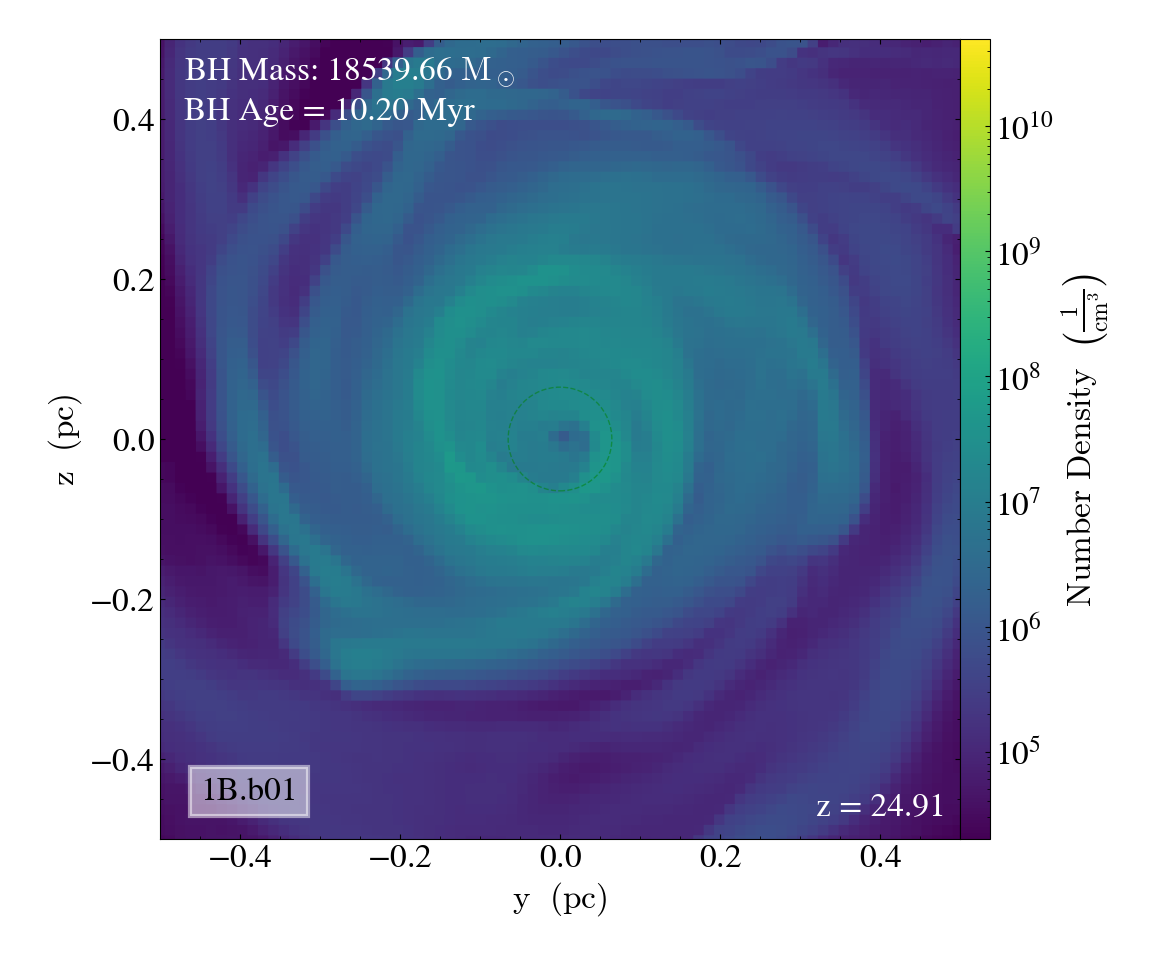 BH Mass: 18539.66 M⊙
BH Age = 10.20 Myr
0.4
0.2
0.0
−0.2
−0.4
z (pc)
1B.b01
z = 24.91
−0.4 −0.2 0.0 0.2 0.4
y (pc)
10^10
10^9
10^8
10^7
10^6
10^5
Number Density (1/cm^3)